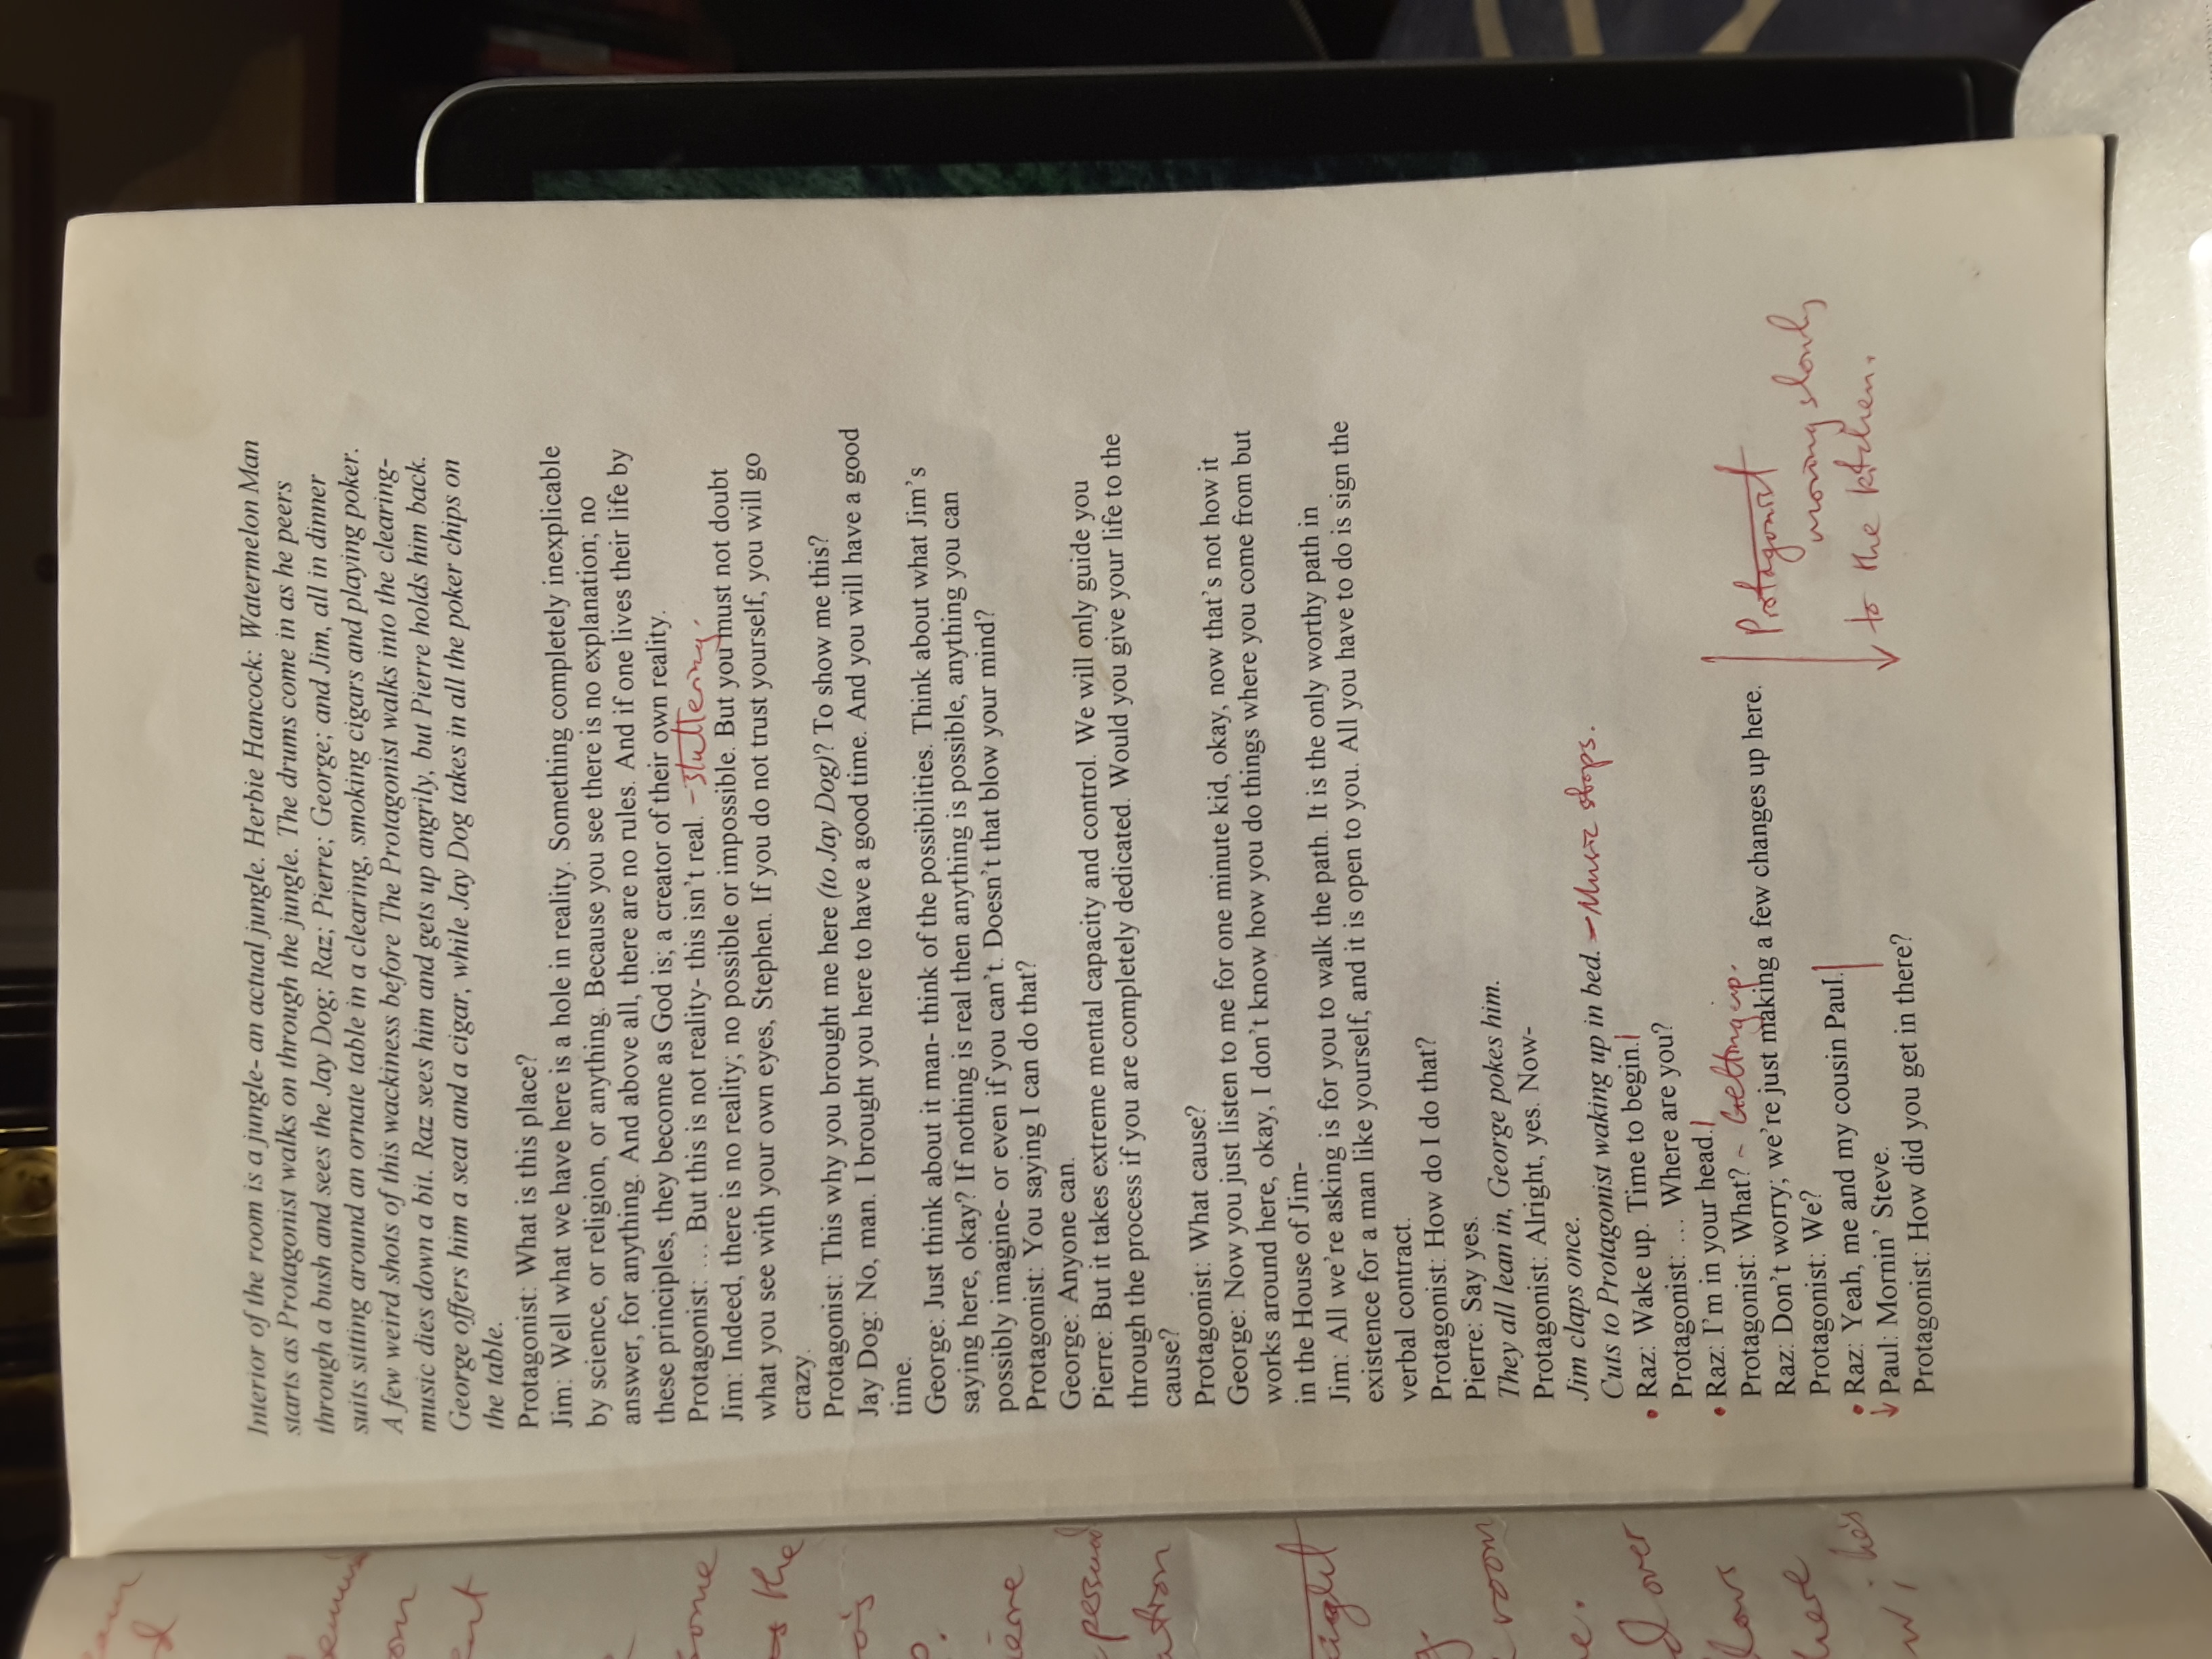 Interior of the room is a jungle- an actual jungle. Herbie Hancock: Watermelon Man
starts as Protagonist walks on through the jungle. The drums come in as he peers
through a bush and sees the Jay Dog; Raz; Pierre; George; and Jim, all in dinner
suits sitting around an ornate table in a clearing, smoking cigars and playing poker.
A few weird shots of this wackiness before The Protagonist walks into the clearing-
music dies down a bit. Raz sees him and gets up angrily, but Pierre holds him back.
George offers him a seat and a cigar, while Jay Dog takes in all the poker chips on
the table.
Protagonist: What is this place?
Jim: Well what we have here is a hole in reality. Something completely inexplicable
by science, or religion, or anything. Because you see there is no explanation; no
answer, for anything. And above all, there are no rules. And if one lives their life by
these principles, they become as God is; a creator of their own reality.
Protagonist: … But this is not reality- this isn't real. - stuttering.
Jim: Indeed, there is no reality; no possible or impossible. But you must not doubt
what you see with your own eyes, Stephen. If you do not trust yourself, you will go
crazy.
Protagonist: This why you brought me here (to Jay Dog)? To show me this?
Jay Dog: No, man. I brought you here to have a good time. And you will have a good
time.
George: Just think about it man- think of the possibilities. Think about what Jim's
saying here, okay? If nothing is real then anything is possible, anything you can
possibly imagine- or even if you can't. Doesn't that blow your mind?
Protagonist: You saying I can do that?
George: Anyone can.
Pierre: But it takes extreme mental capacity and control. We will only guide you
through the process if you are completely dedicated. Would you give your life to the
cause?
Protagonist: What cause?
George: Now you just listen to me for one minute kid, okay, now that's not how it
works around here, okay, I don't know how you do things where you come from but
in the House of Jim-
Jim: All we're asking is for you to walk the path. It is the only worthy path in
existence for a man like yourself, and it is open to you. All you have to do is sign the
verbal contract.
Protagonist: How do I do that?
Pierre: Say yes.
They all lean in, George pokes him.
Protagonist: Alright, yes. Now-
Jim claps once.
Cuts to Protagonist waking up in bed. - Music stops.
Raz: Wake up. Time to begin.
Protagonist: … Where are you?
Raz: I'm in your head.
Protagonist: What? ~ Getting up.
Raz: Don't worry; we're just making a few changes up here.
Protagonist: We?
Raz: Yeah, me and my cousin Paul.
Paul: Mornin' Steve.
Protagonist: How did you get in there?
Protagonist
moving slowly
to the kitchen.
some
the
room
over
here
he's